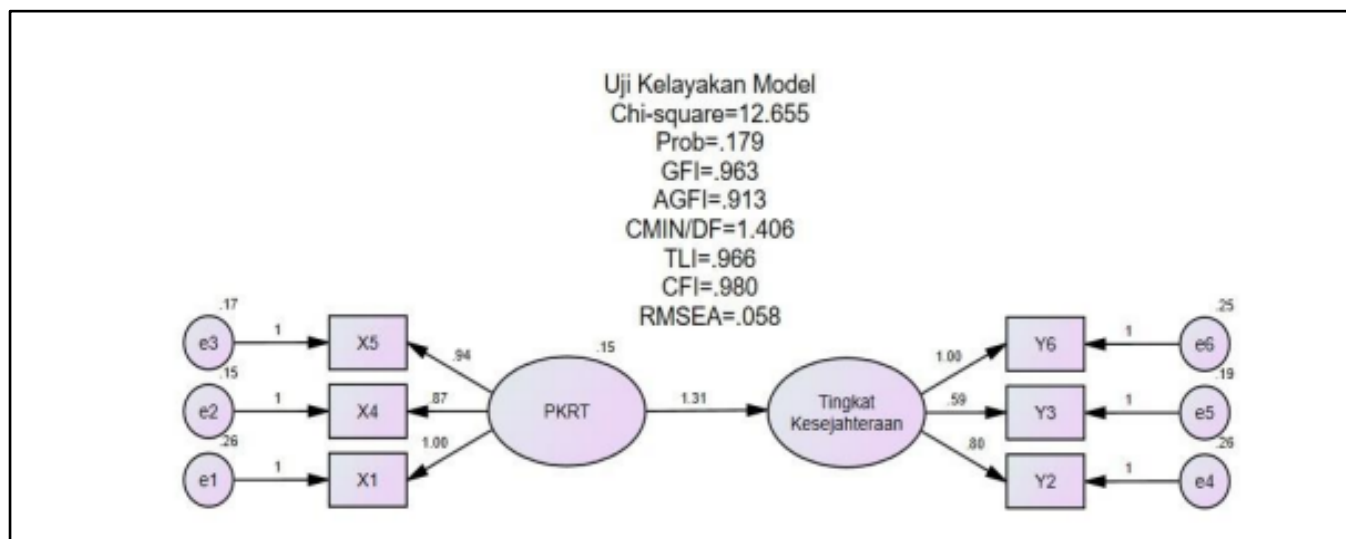 Uji Kelayakan Model
Chi-square=12.655
Prob=.179
GFI=.963
AGFI=.913
CMIN/DF=1.406
TLI=.966
CFI=.980
RMSEA=.058
.17
e3
1
X5
.94
.15
e2
1
X4
.87
.26
e1
1
X1
1.00
.15
PKRT
1.31
Tingkat
Kesejahteraan
1.00
Y6
1
.25
e6
.59
Y3
1
.19
e5
.80
Y2
1
.26
e4